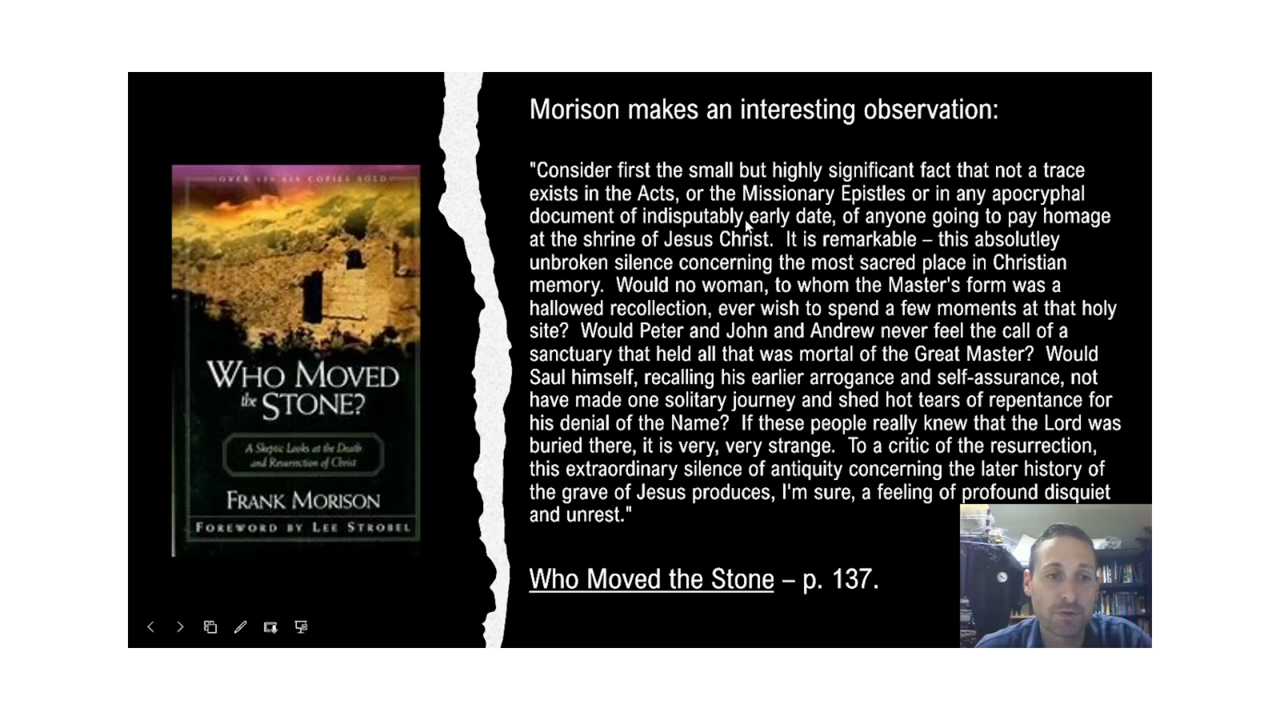 OVER COPIES SOLD
WHO MOVED
the STONE?
A Skeptic Looks at the Death
and Resurrection of Christ
FRANK MORISON
FOREWORD BY LEE STROBEL
Morison makes an interesting observation:
"Consider first the small but highly significant fact that not a trace
exists in the Acts, or the Missionary Epistles or in any apocryphal
document of indisputably early date, of anyone going to pay homage
at the shrine of Jesus Christ.  It is remarkable – this absolutley
unbroken silence concerning the most sacred place in Christian
memory.  Would no woman, to whom the Master's form was a
hallowed recollection, ever wish to spend a few moments at that holy
site?  Would Peter and John and Andrew never feel the call of a
sanctuary that held all that was mortal of the Great Master?  Would
Saul himself, recalling his earlier arrogance and self-assurance, not
have made one solitary journey and shed hot tears of repentance for
his denial of the Name?  If these people really knew that the Lord was
buried there, it is very, very strange.  To a critic of the resurrection,
this extraordinary silence of antiquity concerning the later history of
the grave of Jesus produces, I'm sure, a feeling of profound disquiet
and unrest."
Who Moved the Stone – p. 137.